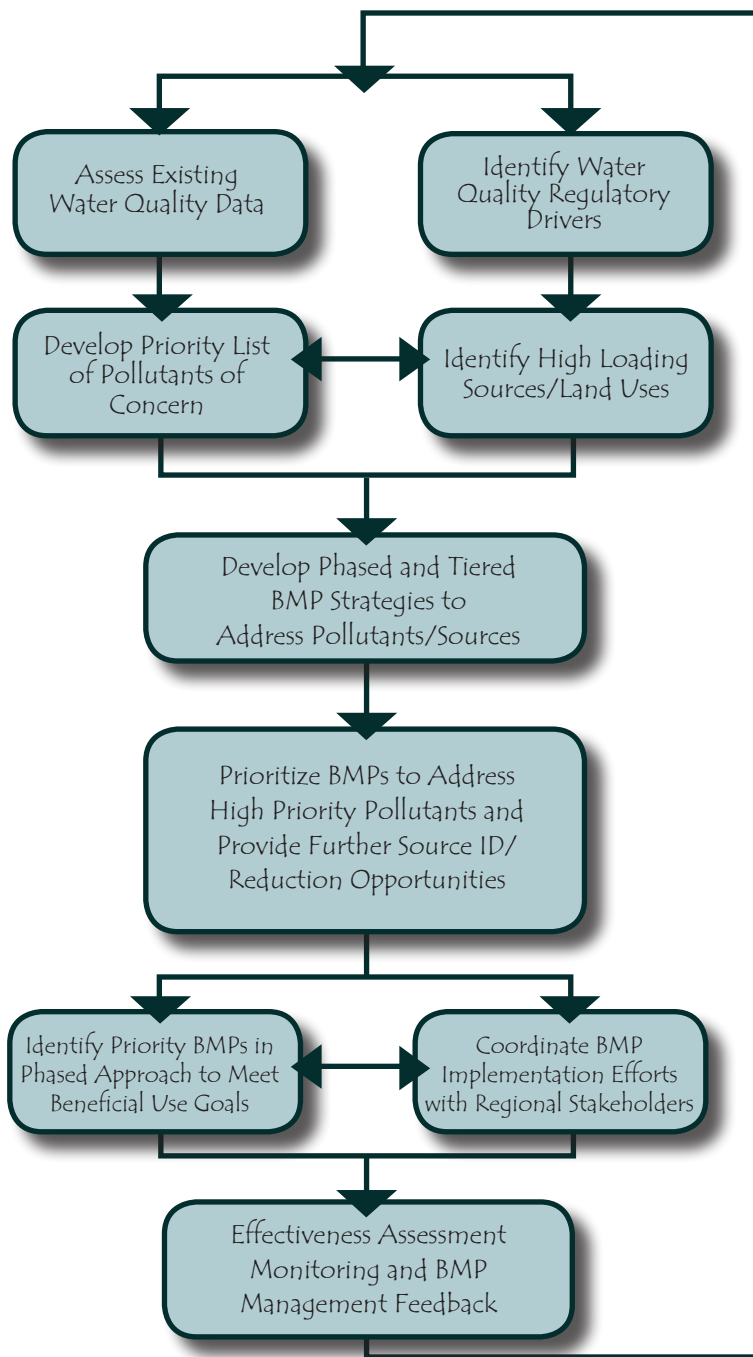 Assess Existing
Water Quality Data
Identify Water
Quality Regulatory
Drivers
Develop Priority List
of Pollutants of
Concern
Identify High Loading
Sources/Land Uses
Develop Phased and Tiered
BMP Strategies to
Address Pollutants/Sources
Prioritize BMPs to Address
High Priority Pollutants and
Provide Further Source ID/
Reduction Opportunities
Identify Priority BMPs in
Phased Approach to Meet
Beneficial Use Goals
Coordinate BMP
Implementation Efforts
with Regional Stakeholders
Effectiveness Assessment
Monitoring and BMP
Management Feedback